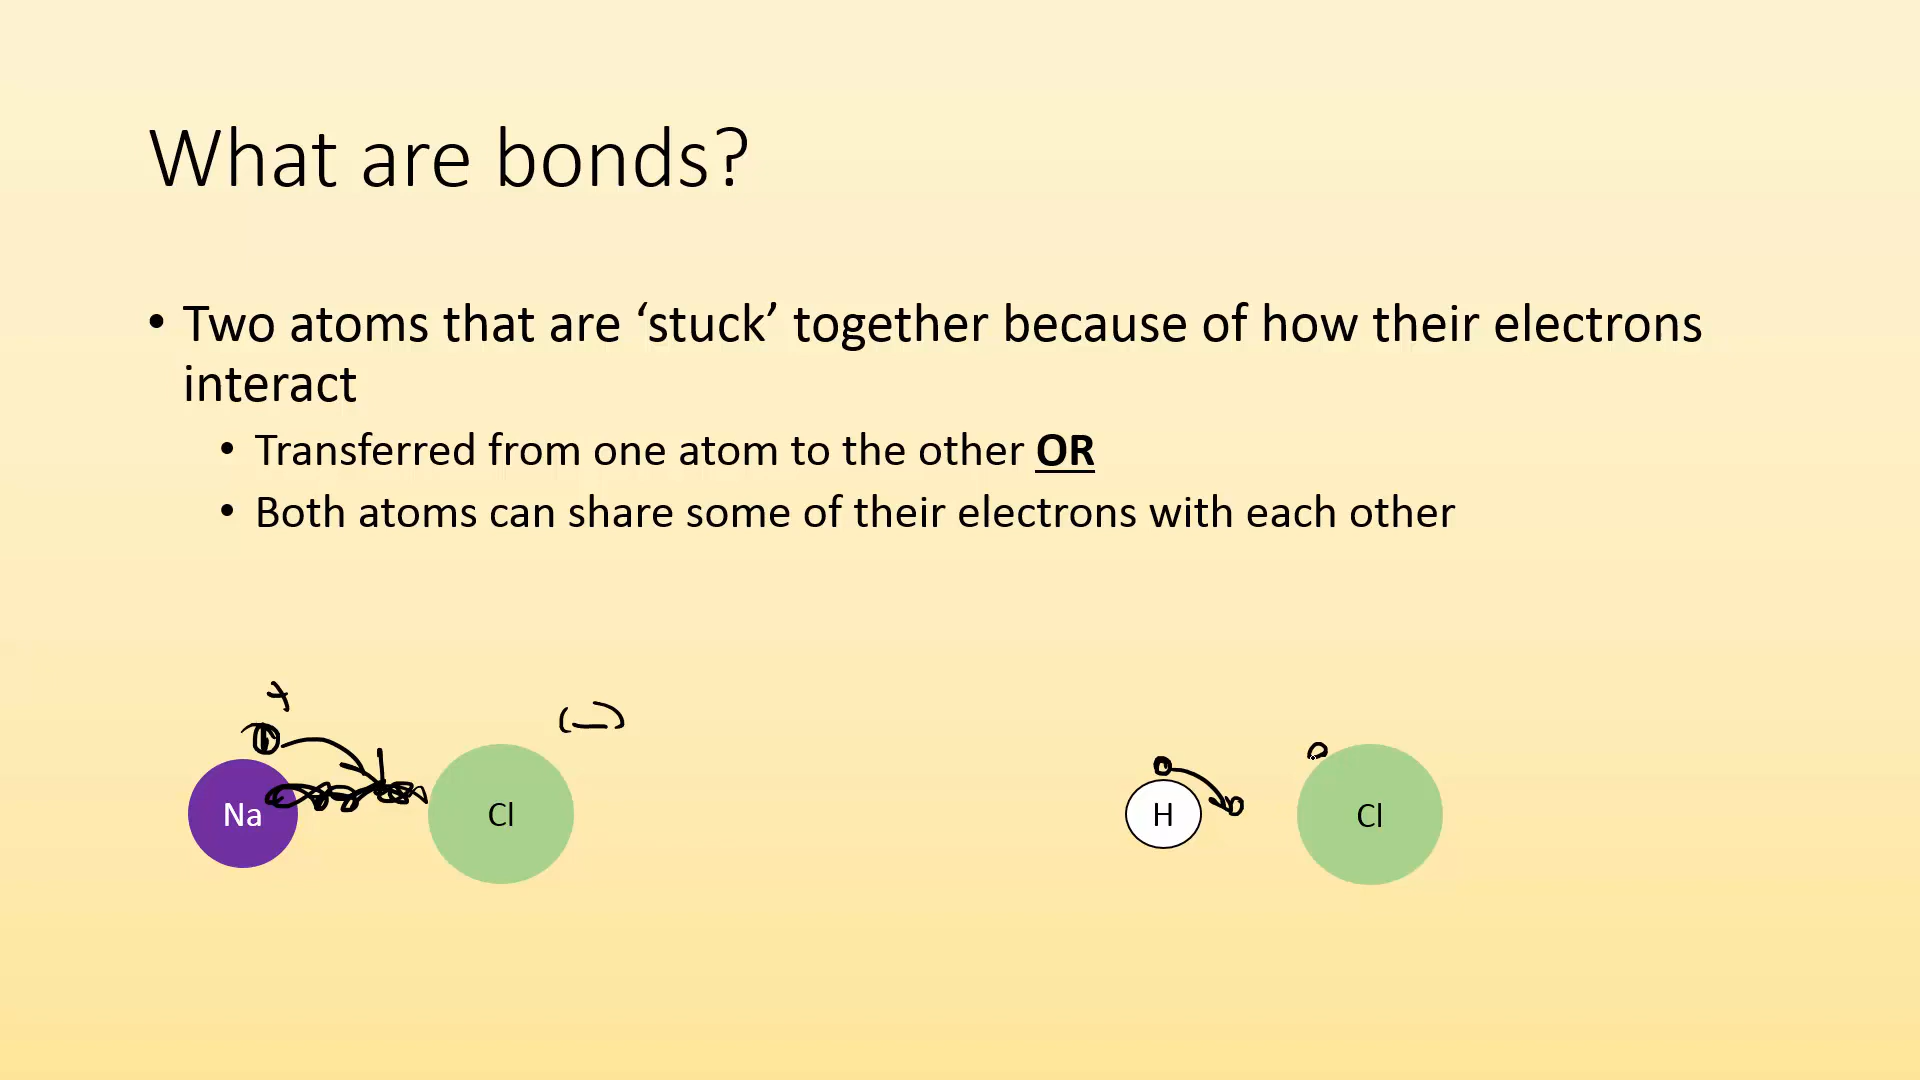 What are bonds?
• Two atoms that are ‘stuck’ together because of how their electrons
interact
• Transferred from one atom to the other OR
• Both atoms can share some of their electrons with each other
+
(-)
Na
Cl
H
Cl